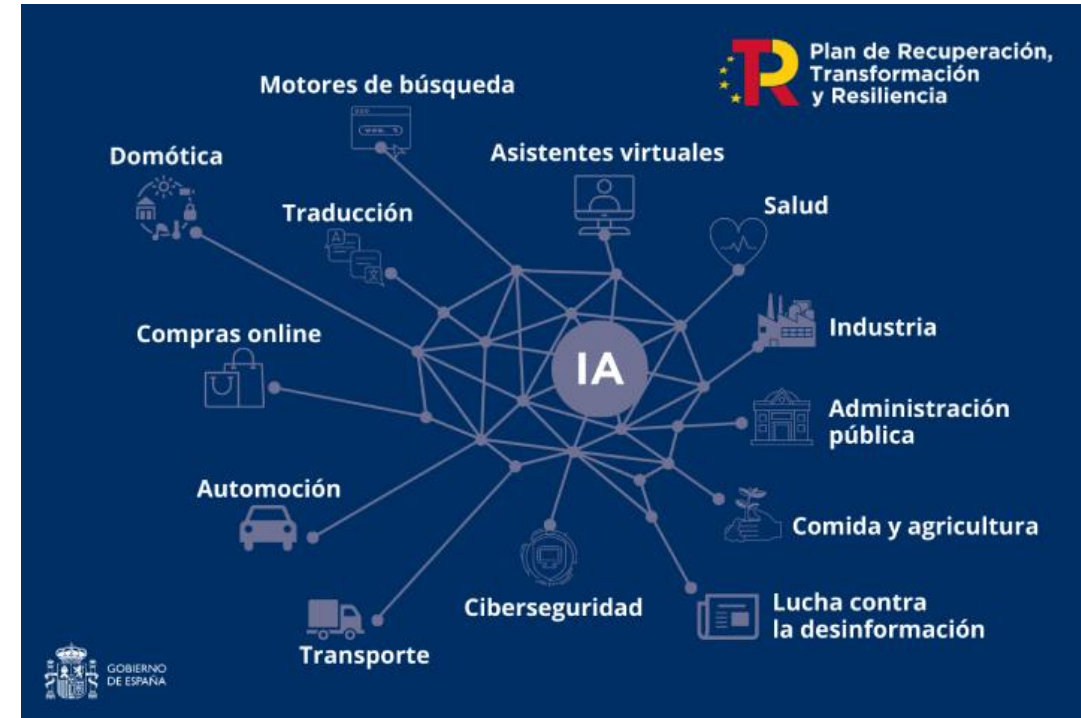 Plan de Recuperación,
Transformación
y Resiliencia
Motores de búsqueda
Asistentes virtuales
Domótica
Traducción
Salud
Compras online
Industria
IA
Administración
pública
Automoción
Comida y agricultura
Ciberseguridad
Lucha contra
la desinformación
Transporte
GOBIERNO
DE ESPAÑA